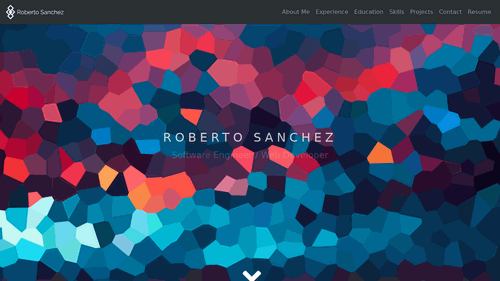 Roberto Sanchez
About Me Experience Education Skills Projects Contact Resume
ROBERTO SANCHEZ
Software Engineer/ Web Developer